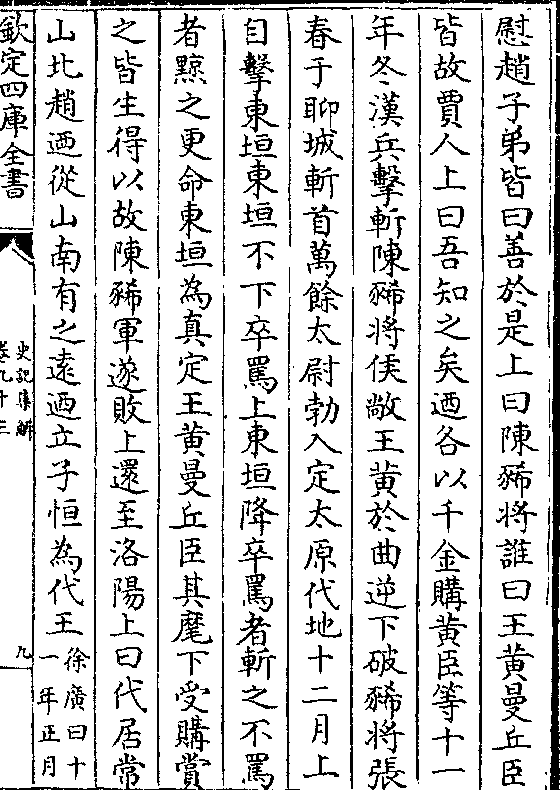 慰趙子弟皆曰善於是上曰陳豨將誰曰王黃曼丘臣
皆故賈人上曰吾知之矣迺各以千金購黃臣等十一
年冬漢兵擊斬陳豨將侯敞王黃於曲逆下破豨將張
春于聊城斬首萬餘太尉勃入定太原代地十二月上
自擊東垣東垣不下卒罵上東垣降卒罵者斬之不罵
者黥之更命東垣為真定王黃曼丘臣其麾下受購賞
之皆生得以故陳豨軍遂敗上還至洛陽上曰代居常
山北趙迺從山南有之遠迺立子恒為代王徐廣曰十
一年正月
欽定四庫全書
史記集解
卷九十三
九